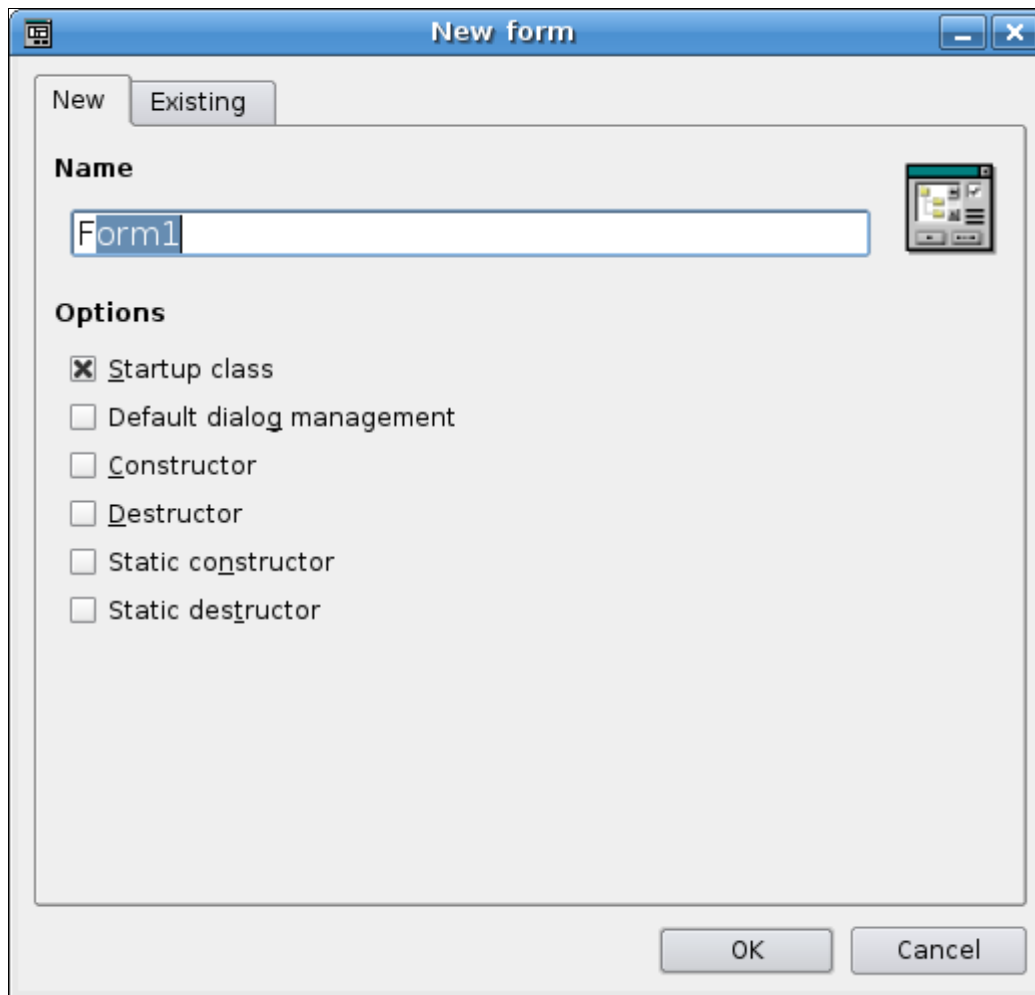 New form
New Existing
Name
Form1
Options
Startup class
Default dialog management
Constructor
Destructor
Static constructor
Static destructor
OK Cancel